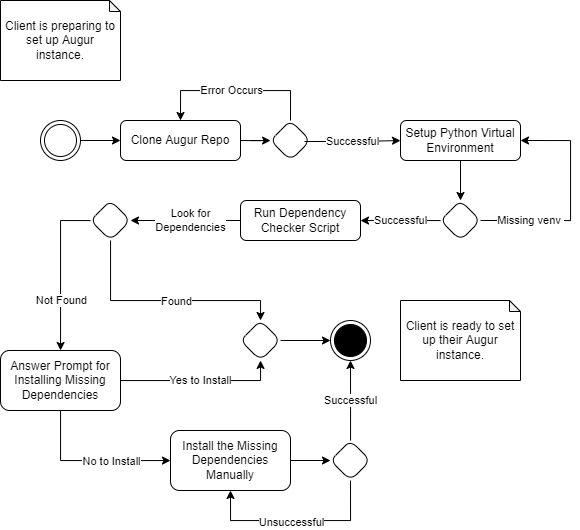 Client is preparing to
set up Augur
instance.
Error Occurs
Clone Augur Repo
Successful
Setup Python Virtual
Environment
Missing venv
Successful
Run Dependency
Checker Script
Look for
Dependencies
Not Found
Found
Client is ready to set
up their Augur
instance.
Answer Prompt for
Installing Missing
Dependencies
Yes to Install
Successful
No to Install
Install the Missing
Dependencies
Manually
Unsuccessful